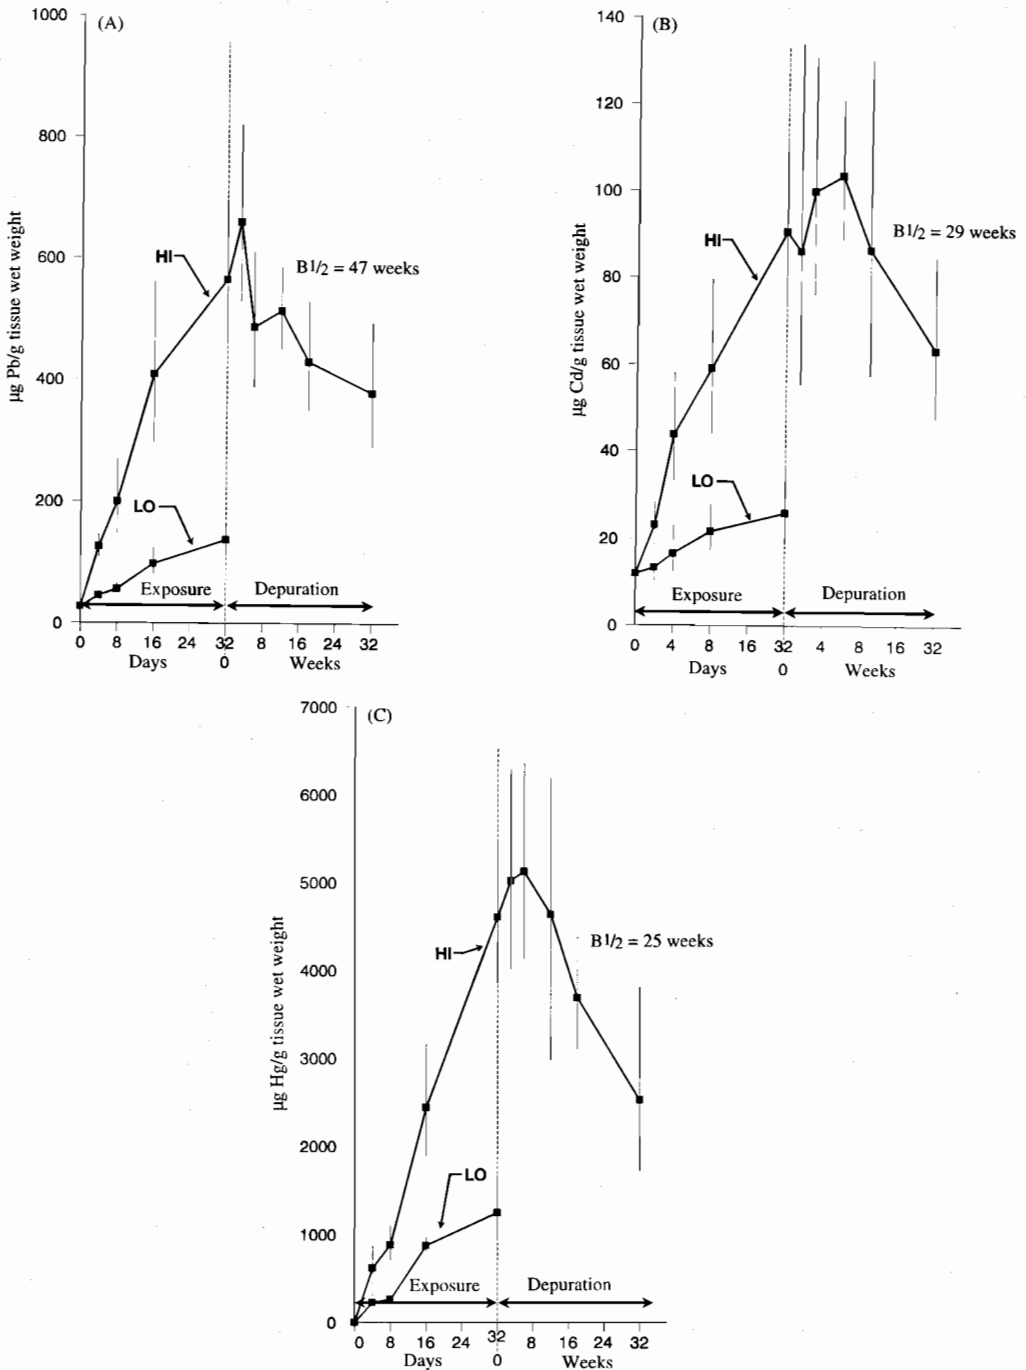 (A)
1000
800
600
400
200
0
µg Pb/g tissue wet weight
HI
B1/2 = 47 weeks
LO
Exposure
Depuration
0 8 16 24 32 8 16 24 32
0
Days
Weeks
(B)
140
120
100
80
60
40
20
0
µg Cd/g tissue wet weight
HI
B1/2 = 29 weeks
LO
Exposure
Depuration
0 4 8 16 32 4 8 16 32
0
Days
Weeks
(C)
7000
6000
5000
4000
3000
2000
1000
0
µg Hg/g tissue wet weight
HI
B1/2 = 25 weeks
LO
Exposure
Depuration
0 8 16 24 32 8 16 24 32
0
Days
Weeks